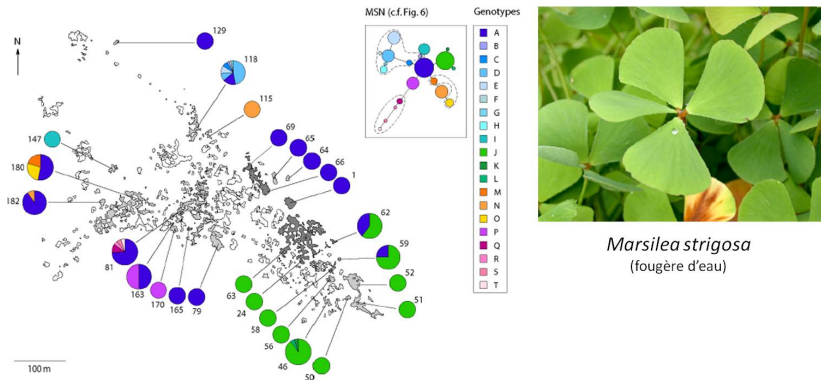 129
MSN (c.f. Fig. 6)
Genotypes
N
118
A
B
C
D
E
F
G
H
I
J
K
L
M
N
O
P
Q
R
S
T
115
147
69
65
64
66
1
180
182
62
59
52
51
81
163
170
165
79
63
24
58
56
46
50
100 m
Marsilea strigosa
(fougère d'eau)